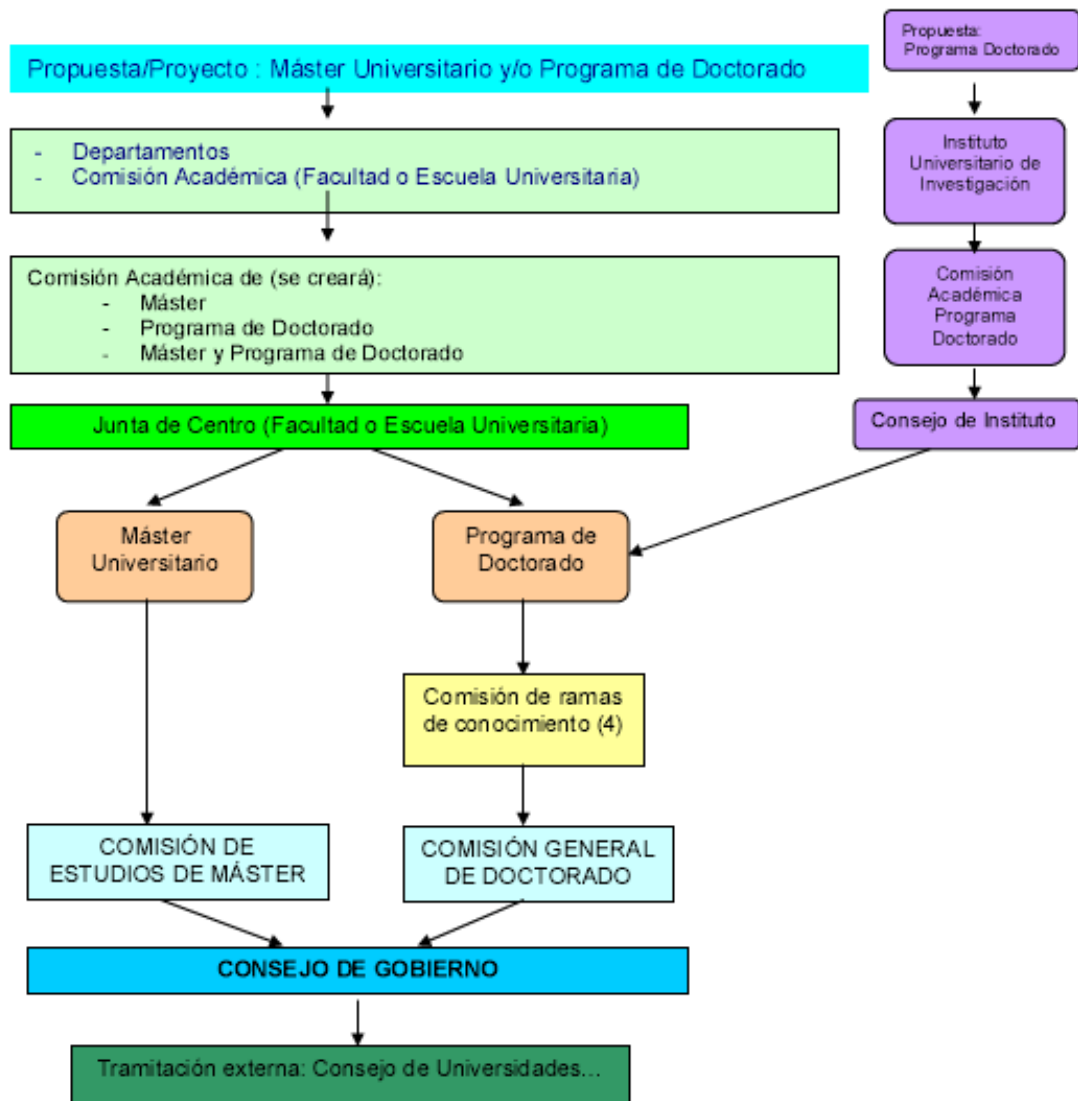 Propuesta:
Programa Doctorado
Propuesta/Proyecto : Máster Universitario y/o Programa de Doctorado
- Departamentos
- Comisión Académica (Facultad o Escuela Universitaria)
Instituto
Universitario de
Investigación
Comisión Académica de (se creará):
- Máster
- Programa de Doctorado
- Máster y Programa de Doctorado
Comisión
Académica
Programa
Doctorado
Junta de Centro (Facultad o Escuela Universitaria)
Consejo de Instituto
Máster
Universitario
Programa de
Doctorado
Comisión de ramas
de conocimiento (4)
COMISIÓN DE
ESTUDIOS DE MÁSTER
COMISIÓN GENERAL
DE DOCTORADO
CONSEJO DE GOBIERNO
Tramitación externa: Consejo de Universidades...